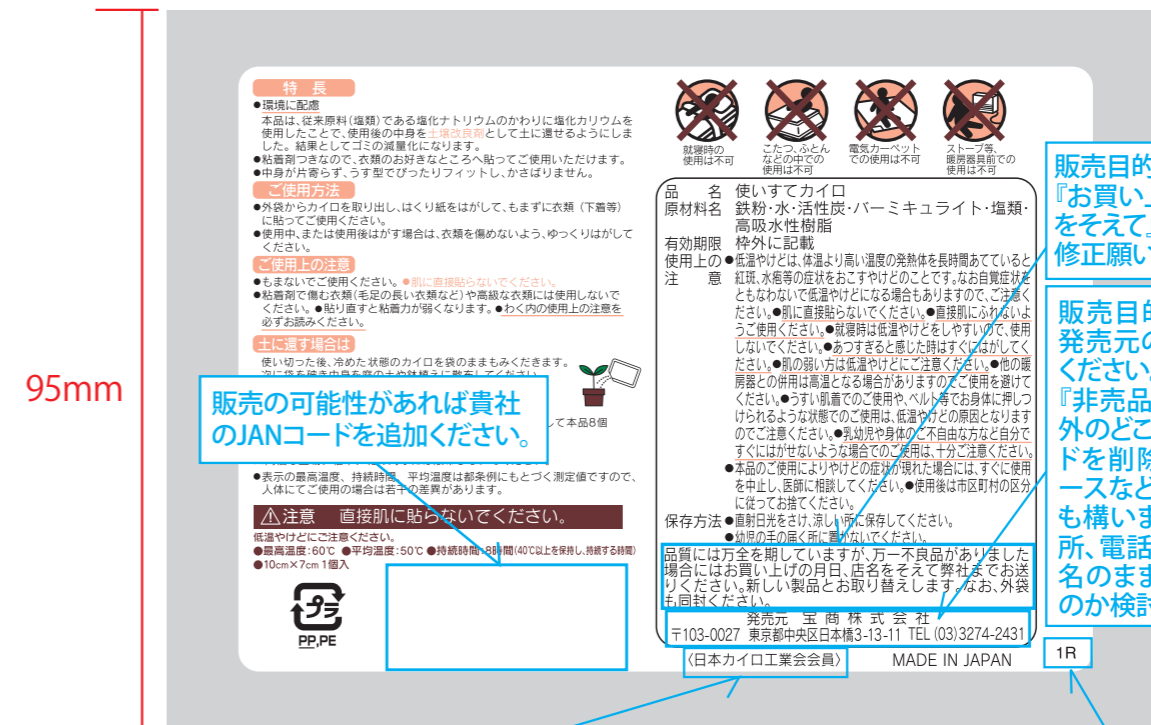 95mm
特 長
●環境に配慮
本品は、従来原料(塩類)である塩化ナトリウムのかわりに塩化カリウムを
使用したことで、使用後の中身を土壌改良剤として土に還せるようにしま
した。結果としてゴミの減量化になります。
●粘着剤つきなので、衣類のお好きなところへ貼ってご使用いただけます。
●中身が片寄らず、うす型でぴったりフィットし、かさばりません。
ご使用方法
●外袋からカイロを取り出し、はくり紙をはがして、もまずに衣類(下着等)
に貼ってご使用ください。
●使用中、または使用後はがす場合は、衣類を傷めないよう、ゆっくりはがして
ください。
ご使用上の注意
●もまないでご使用ください。●肌に直接貼らないでください。
●粘着剤で傷む衣類(毛足の長い衣類など)や高級な衣類には使用しないで
ください。●貼り直すと粘着力が弱くなります。●わく内の使用上の注意を
必ずお読みください。
土に還す場合は
使い切った後、冷めた状態のカイロを袋のままもみくだきます。
して本品8個
販売の可能性があれば貴社
のJANコードを追加ください。
●表示の最高温度、持続時間、平均温度は都条例にもとづく測定値ですので、
人体にてご使用の場合は若干の差異があります。
注意 直接肌に貼らないでください。
低温やけどにご注意ください。
●最高温度:60℃ ●平均温度:50℃ ●持続時間:8時間(40℃以上を保持し、持続する時間)
●10cm×7cm 1個入
プラ
PP,PE
就寝時の
使用は不可
こたつ、ふとん
などの中での
使用は不可
電気カーペット
での使用は不可
ストーブ等、
暖房器具前での
使用は不可
品 名 使いすてカイロ
原材料名 鉄粉・水・活性炭・バーミキュライト・塩類・
高吸水性樹脂
有効期限 枠外に記載
使用上の ●低温やけどは、体温より高い温度の発熱体を長時間あてていると
注 意 紅斑、水疱等の症状をおこすやけどのことです。なお自覚症状を
ともなわないで低温やけどになる場合もありますので、ご注意く
ださい。●肌に直接貼らないでください。●直接肌にふれないよ
うご使用ください。●就寝時は低温やけどをしやすいので、使用
しないでください。●あつすぎると感じた時はすぐにはがしてく
ださい。●肌の弱い方は低温やけどにご注意ください。●他の暖
房器との併用は高温となる場合がありますのでご使用を避けて
ください。●うすい肌着でのご使用や、ベルト等でお身体に押しつ
けられるような状態でのご使用は、低温やけどの原因となります
のでご注意ください。●乳幼児や身体のご不自由な方など自分で
すぐにはがせないような場合でのご使用は、十分ご注意ください。
●本品のご使用によりやけどの症状が現れた場合には、すぐに使用
を中止し、医師に相談してください。●使用後は市区町村の区分
に従ってお捨てください。
保存方法 ●直射日光をさけ、涼しい所に保存してください。
●幼児の手の届く所に置かないでください。
品質には万全を期していますが、万一不良品がありました
場合にはお買い上げの月日、店名をそえて弊社までお送
りください。新しい製品とお取り替えします。なお、外袋
も同封ください。
発売元 宝商株式会社
〒103-0027 東京都中央区日本橋3-13-11 TEL (03)3274-2431
〈日本カイロ工業会会員〉
MADE IN JAPAN
1R
販売目的
『お買い上
をそえて』
修正願い
販売目的
発売元の
ください。
『非売品
外のどこ
ドを削除
ースなど
も構いま
所、電話
名のまま
のか検討